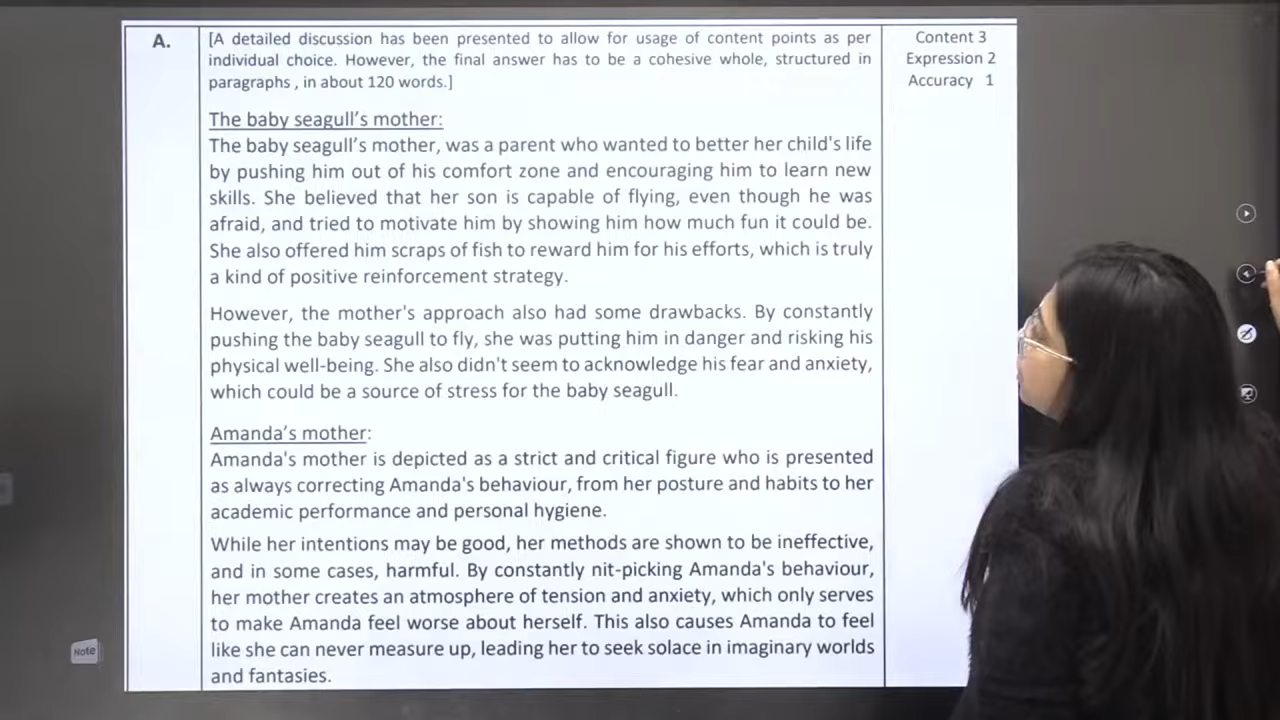 A.
[A detailed discussion has been presented to allow for usage of content points as per
individual choice. However, the final answer has to be a cohesive whole, structured in
paragraphs , in about 120 words.]
Content 3
Expression 2
Accuracy 1
The baby seagull's mother:
The baby seagull's mother, was a parent who wanted to better her child's life
by pushing him out of his comfort zone and encouraging him to learn new
skills. She believed that her son is capable of flying, even though he was
afraid, and tried to motivate him by showing him how much fun it could be.
She also offered him scraps of fish to reward him for his efforts, which is truly
a kind of positive reinforcement strategy.
However, the mother's approach also had some drawbacks. By constantly
pushing the baby seagull to fly, she was putting him in danger and risking his
physical well-being. She also didn't seem to acknowledge his fear and anxiety,
which could be a source of stress for the baby seagull.
Amanda's mother:
Amanda's mother is depicted as a strict and critical figure who is presented
as always correcting Amanda's behaviour, from her posture and habits to her
academic performance and personal hygiene.
While her intentions may be good, her methods are shown to be ineffective,
and in some cases, harmful. By constantly nit-picking Amanda's behaviour,
her mother creates an atmosphere of tension and anxiety, which only serves
to make Amanda feel worse about herself. This also causes Amanda to feel
like she can never measure up, leading her to seek solace in imaginary worlds
and fantasies.
Note